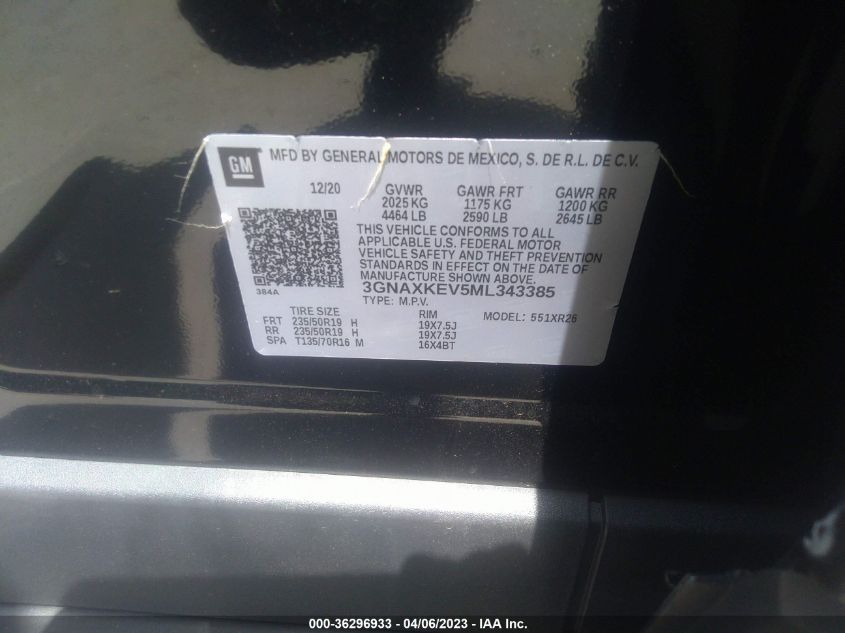 GM MFD BY GENERAL MOTORS DE MEXICO, S. DE R.L. DE C.V.
12/20 GVWR GAWR FRT GAWR RR
2025 KG 1175 KG 1200 KG
4464 LB 2590 LB 2645 LB
THIS VEHICLE CONFORMS TO ALL
APPLICABLE U.S. FEDERAL MOTOR
VEHICLE SAFETY AND THEFT PREVENTION
STANDARDS IN EFFECT ON THE DATE OF
MANUFACTURE SHOWN ABOVE.
384A
3GNAXKEV5ML343385
TYPE: M.P.V.
TIRE SIZE RIM MODEL: 551XR26
FRT 235/50R19 H 19X7.5J
RR 235/50R19 H 19X7.5J
SPA T135/70R16 M 16X4BT
000-36296933 - 04/06/2023 - IAA Inc.